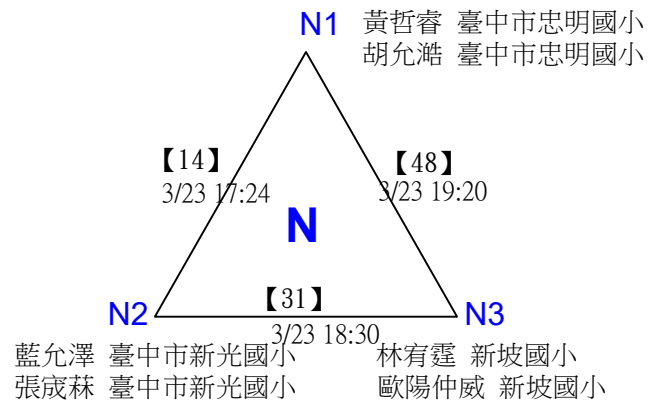 N1 黃哲睿 臺中市忠明國小
胡允澔 臺中市忠明國小
【14】
3/23 17:24
【48】
3/23 19:20
N
【31】
3/23 18:30
N2
N3
藍允澤 臺中市新光國小
張宬菻 臺中市新光國小
林宥霆 新坡國小
歐陽仲威 新坡國小